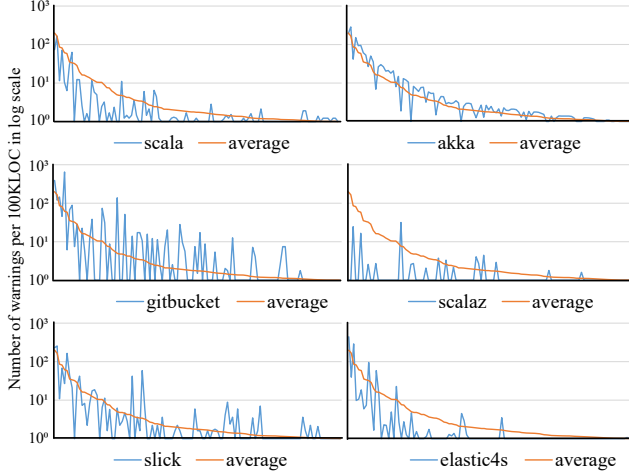 Number of warnings per 100KLOC in log scale
10³
10²
10¹
10⁰
scala average
akka average
10³
10²
10¹
10⁰
gitbucket average
scalaz average
10³
10²
10¹
10⁰
slick average
elastic4s average